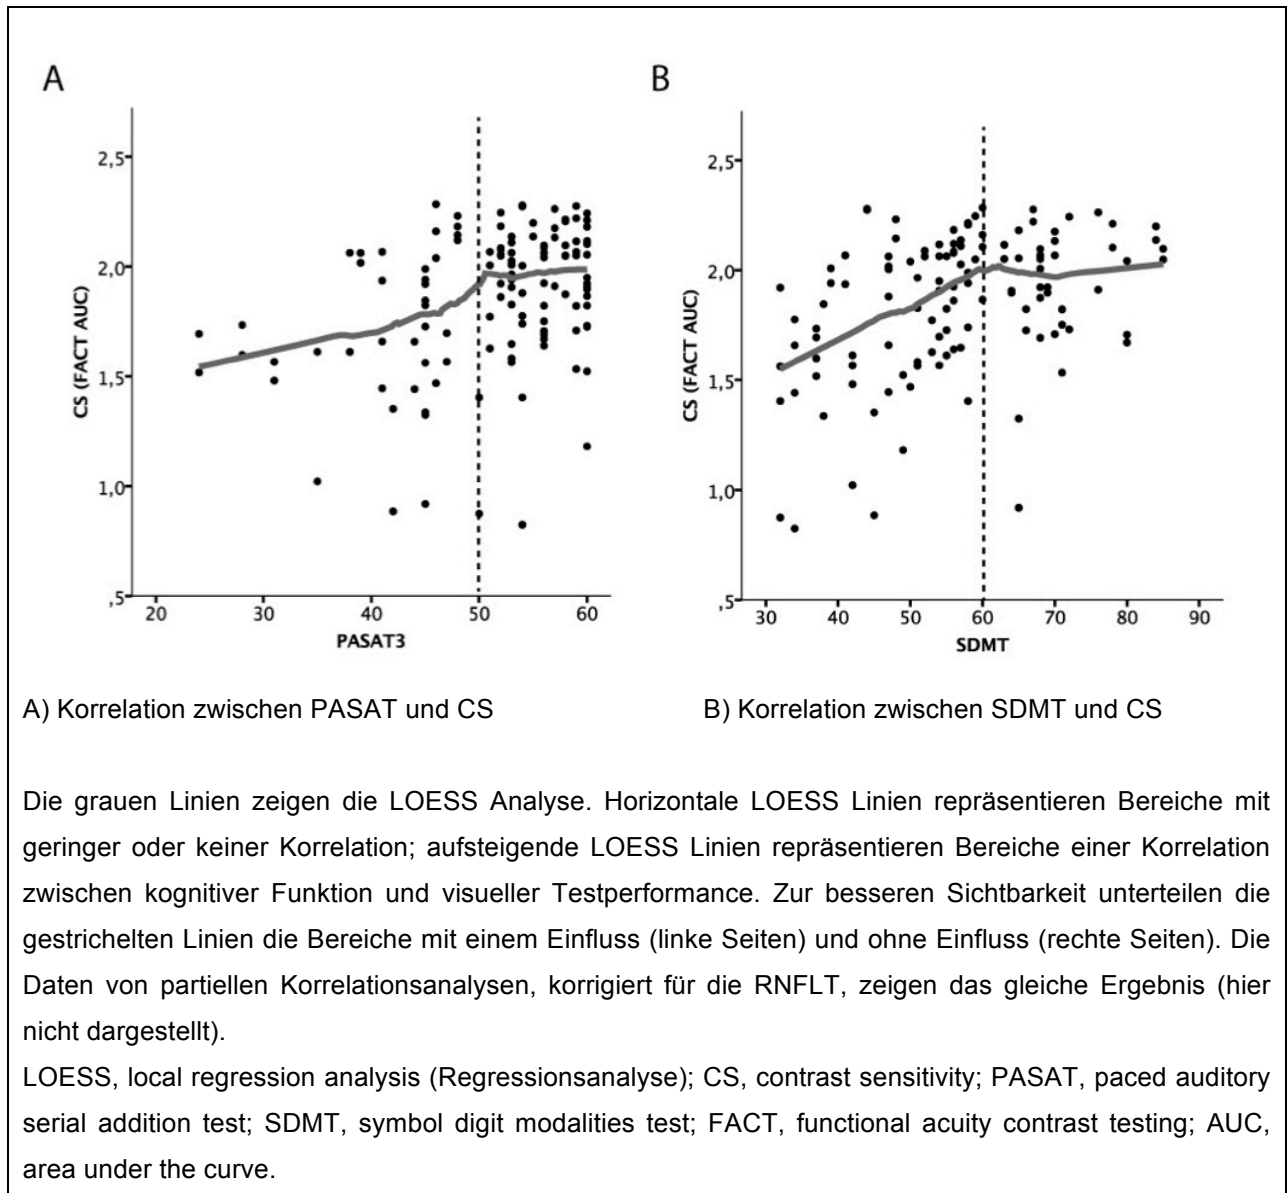 A
B
2,5
2,0
1,5
1,0
,5
CS (FACT AUC)
20 30 40 50 60
PASAT3
2,5
2,0
1,5
1,0
,5
CS (FACT AUC)
30 40 50 60 70 80 90
SDMT
A) Korrelation zwischen PASAT und CS
B) Korrelation zwischen SDMT und CS
Die grauen Linien zeigen die LOESS Analyse. Horizontale LOESS Linien repräsentieren Bereiche mit
geringer oder keiner Korrelation; aufsteigende LOESS Linien repräsentieren Bereiche einer Korrelation
zwischen kognitiver Funktion und visueller Testperformance. Zur besseren Sichtbarkeit unterteilen die
gestrichelten Linien die Bereiche mit einem Einfluss (linke Seiten) und ohne Einfluss (rechte Seiten). Die
Daten von partiellen Korrelationsanalysen, korrigiert für die RNFLT, zeigen das gleiche Ergebnis (hier
nicht dargestellt).
LOESS, local regression analysis (Regressionsanalyse); CS, contrast sensitivity; PASAT, paced auditory
serial addition test; SDMT, symbol digit modalities test; FACT, functional acuity contrast testing; AUC,
area under the curve.